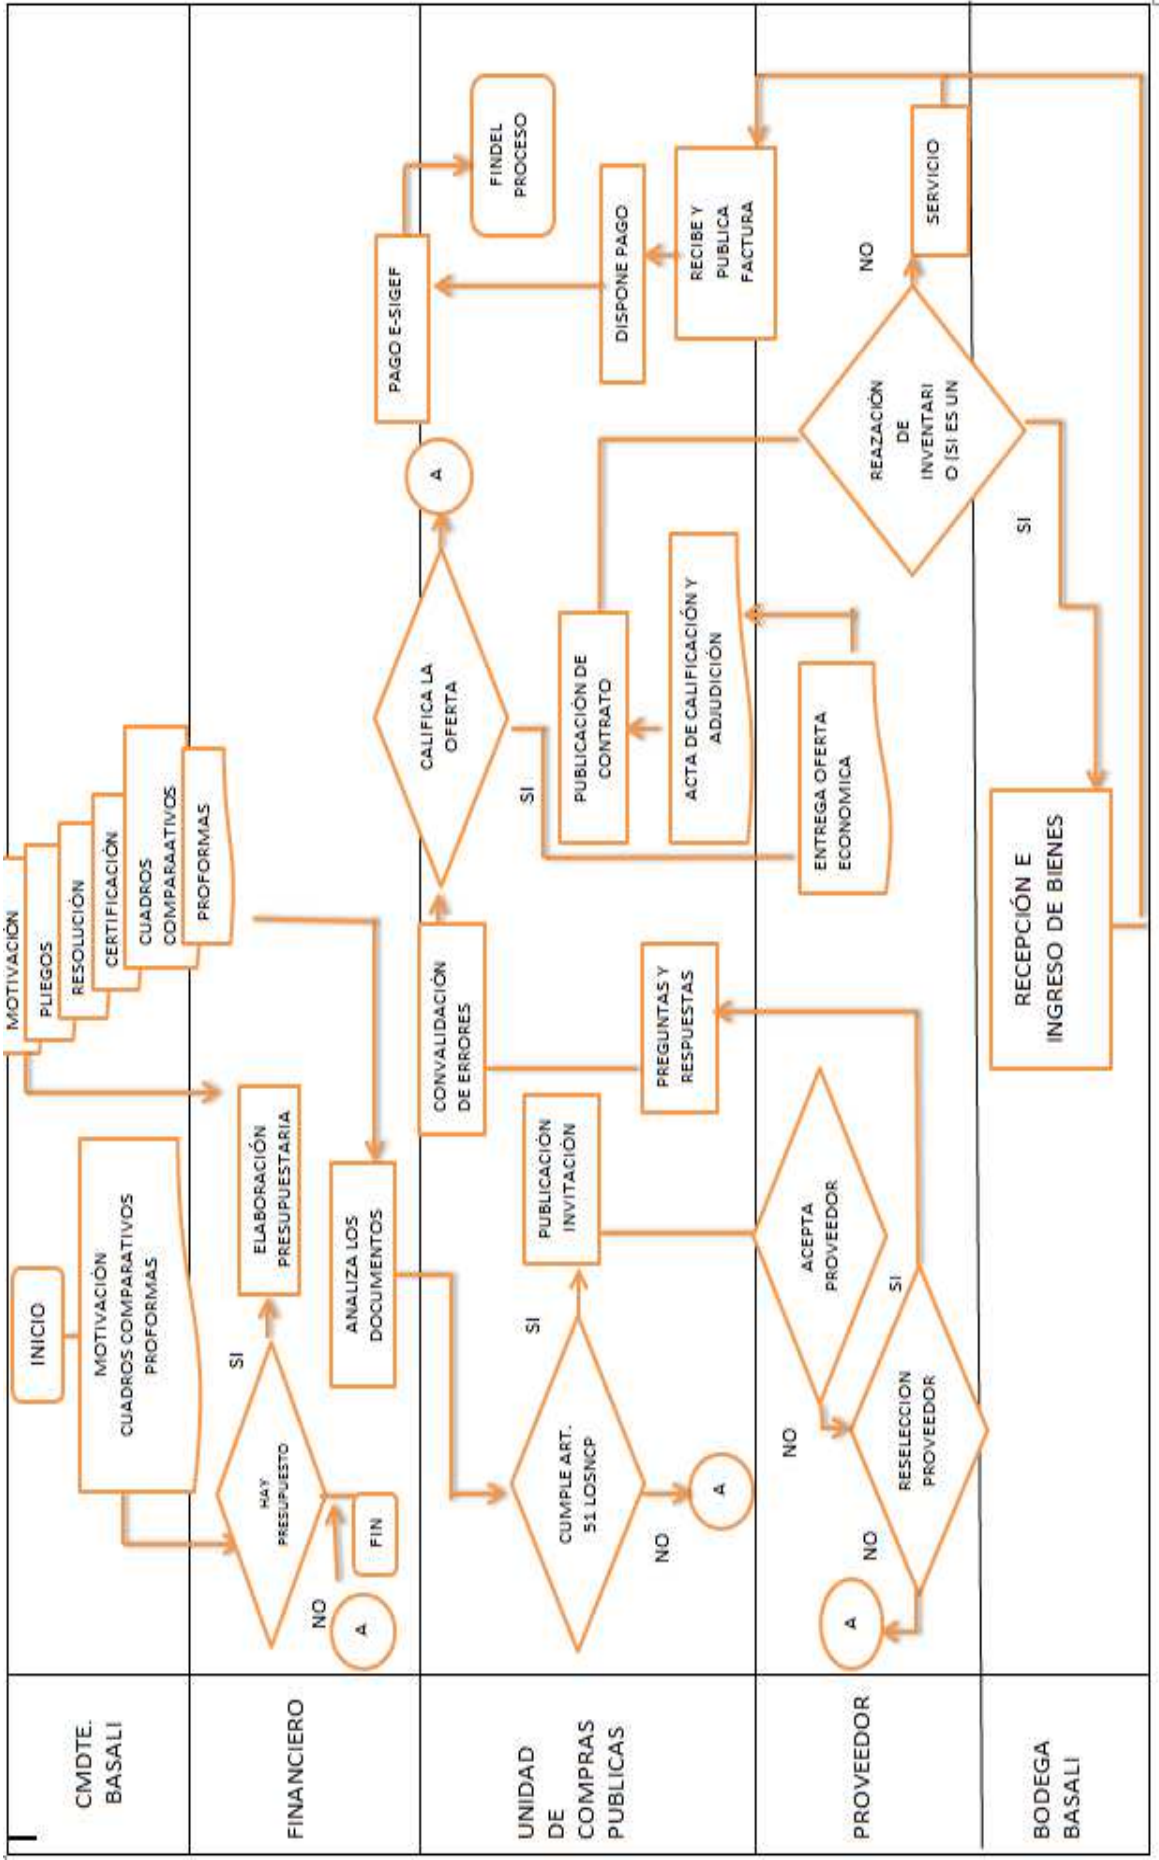 CMDTE.
BASALI
INICIO
MOTIVACIÓN
CUADROS COMPARATIVOS
PROFORMAS
MOTIVACIÓN
PLIEGOS
RESOLUCIÓN
CERTIFICACION
CUADROS
COMPARAATIVOS
PROFORMAS
FINANCIERO
HAY
PRESUPUESTO
SI
NO
A
FIN
ELABORACIÓN
PRESUPUESTARIA
ANALIZA LOS
DOCUMENTOS
PAGO E-SIGEF
UNIDAD
DE
COMPRAS
PUBLICAS
CUMPLE ART.
51 LOSNCP
SI
NO
A
PUBLICACIÓN
INVITACIÓN
CONVALIDACIÓN
DE ERRORES
PREGUNTAS Y
RESPUESTAS
CALIFICA LA
OFERTA
SI
A
PUBLICACIÓN DE
CONTRATO
ACTA DE CALIFICACIÓN Y
ADJUDICIÓN
FINDEL
PROCESO
DISPONE PAGO
RECIBE Y
PUBLICA
FACTURA
PROVEEDOR
ACEPTA
PROVEEDOR
NO
SI
RESELECCION
PROVEEDOR
NO
A
ENTREGA OFERTA
ECONOMICA
REAZACIÓN
DE
INVENTARI
O (SI ES UN
NO
SERVICIO
SI
BODEGA
BASALI
RECEPCIÓN E
INGRESO DE BIENES